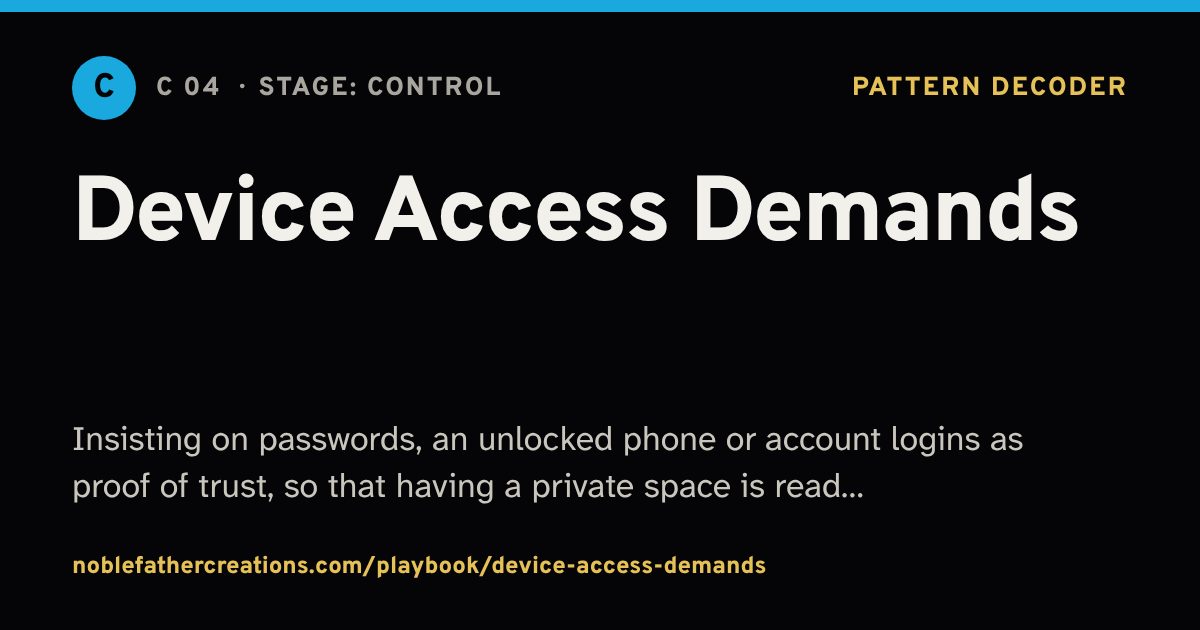 C
C 04 · STAGE: CONTROL
PATTERN DECODER
Device Access Demands
Insisting on passwords, an unlocked phone or account logins as
proof of trust, so that having a private space is read...
noblefathercreations.com/playbook/device-access-demands